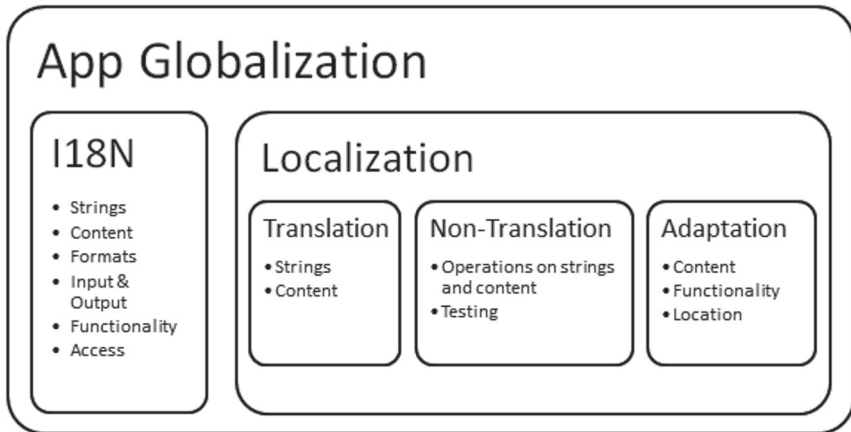 App Globalization
I18N
• Strings
• Content
• Formats
• Input &
Output
• Functionality
• Access
Localization
Translation
• Strings
• Content
Non-Translation
• Operations on strings
and content
• Testing
Adaptation
• Content
• Functionality
• Location